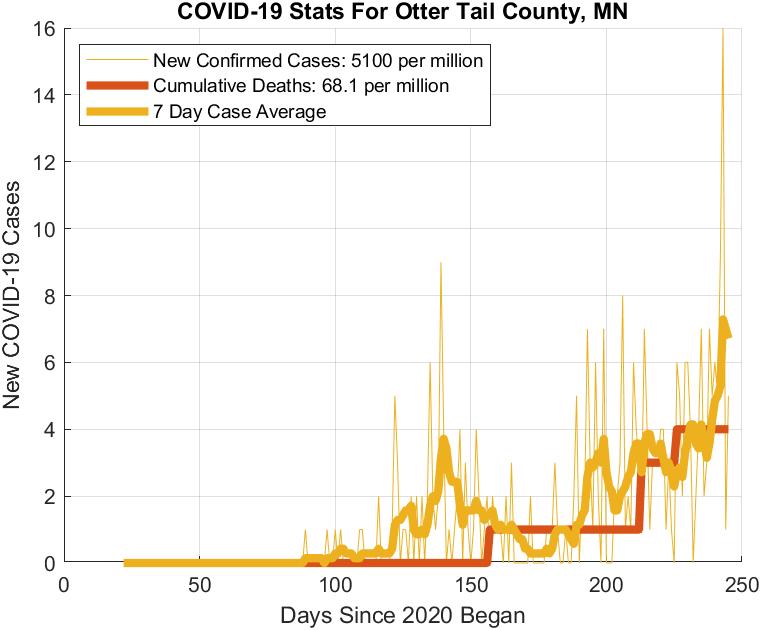 COVID-19 Stats For Otter Tail County, MN
New Confirmed Cases: 5100 per million
Cumulative Deaths: 68.1 per million
7 Day Case Average
16
14
12
10
8
6
4
2
0
New COVID-19 Cases
0 50 100 150 200 250
Days Since 2020 Began